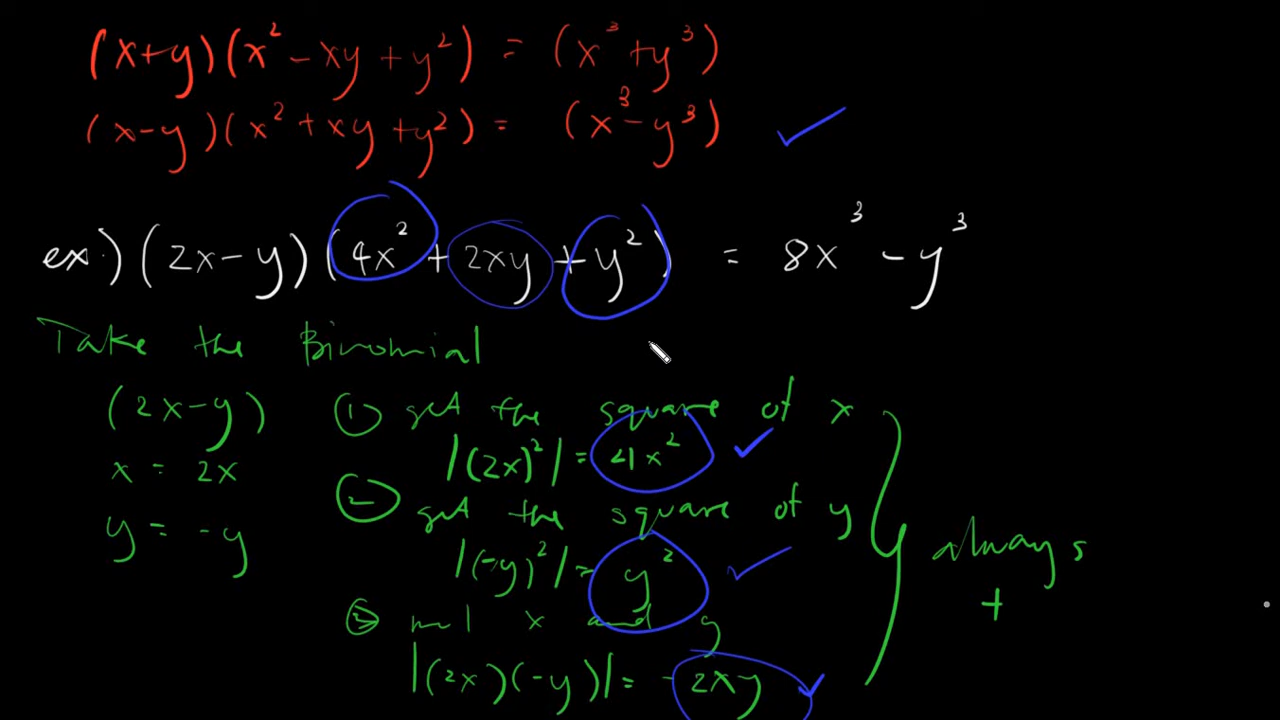 (x+y)(x² - xy + y²) = (x³ + y³)
(x-y)(x² + xy + y²) = (x³ - y³)
ex.) (2x - y)(4x² + 2xy + y²) = 8x³ - y³
Take the Binomial
(2x-y)
x = 2x
y = -y
① get the square of x
|(2x)²| = 4x²
② get the square of y
|(-y)²| = y²
③ mul x and y
|(2x)(-y)| = - 2xy
always
+